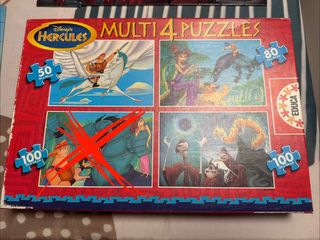 Disney's
HERCULES
MULTI 4 PUZZLES
50
80
EDUCA
100
100